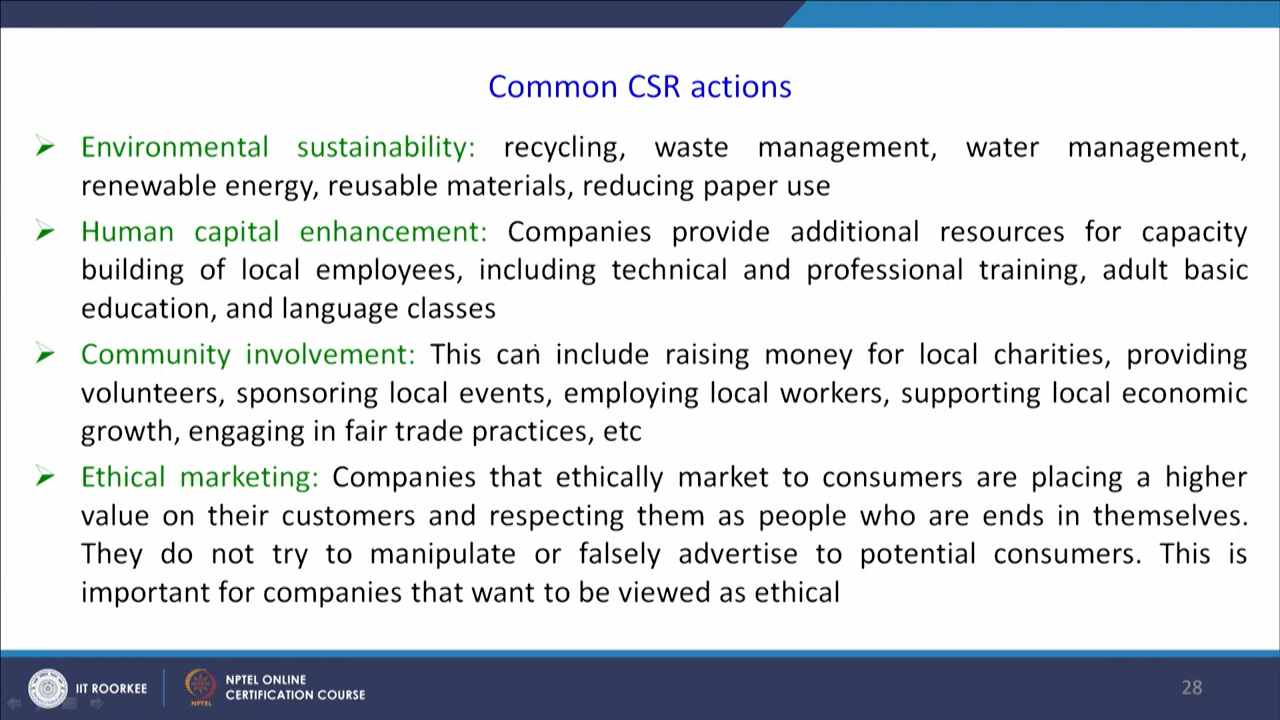 Common CSR actions
Environmental sustainability: recycling, waste management, water management,
renewable energy, reusable materials, reducing paper use
Human capital enhancement: Companies provide additional resources for capacity
building of local employees, including technical and professional training, adult basic
education, and language classes
Community involvement: This can include raising money for local charities, providing
volunteers, sponsoring local events, employing local workers, supporting local economic
growth, engaging in fair trade practices, etc
Ethical marketing: Companies that ethically market to consumers are placing a higher
value on their customers and respecting them as people who are ends in themselves.
They do not try to manipulate or falsely advertise to potential consumers. This is
important for companies that want to be viewed as ethical
IIT ROORKEE
NPTEL
NPTEL ONLINE
CERTIFICATION COURSE
28